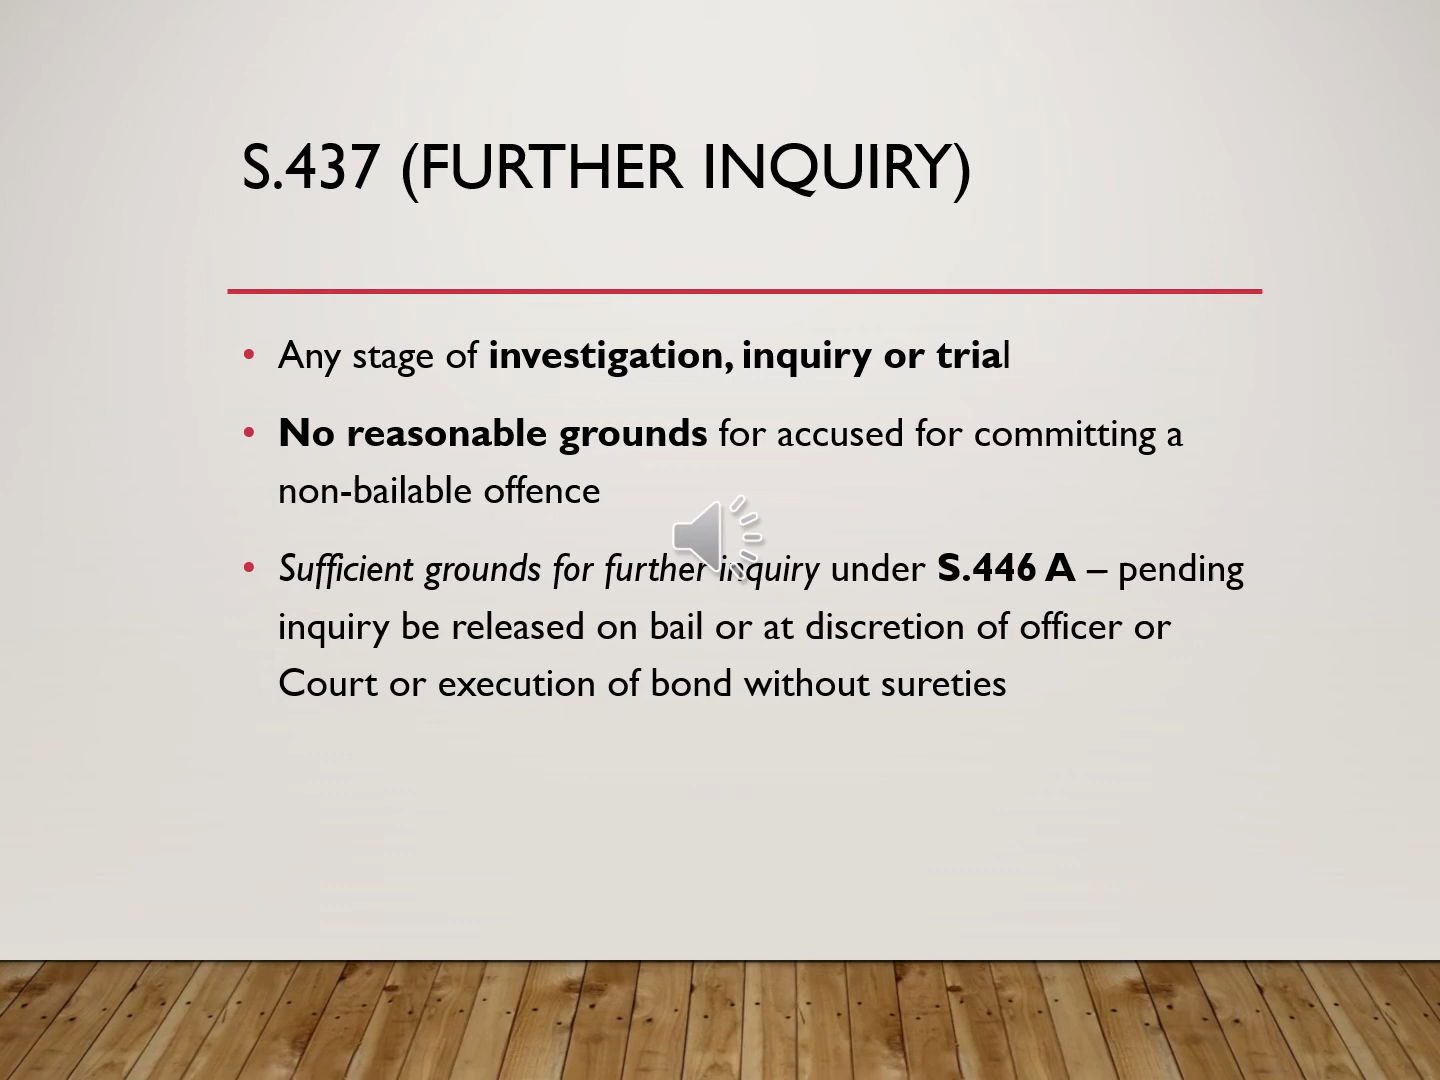 S.437 (FURTHER INQUIRY)
• Any stage of investigation, inquiry or trial
• No reasonable grounds for accused for committing a
non-bailable offence
• Sufficient grounds for further inquiry under S.446 A – pending
inquiry be released on bail or at discretion of officer or
Court or execution of bond without sureties